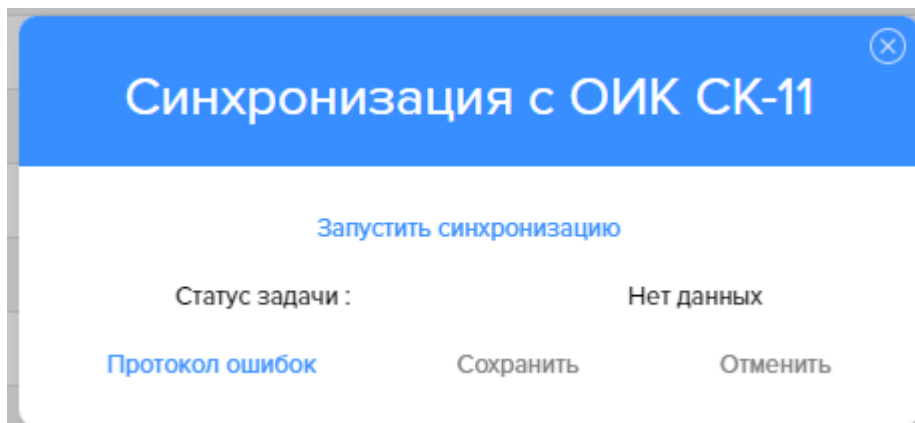 Синхронизация с ОИК СК-11
Запустить синхронизацию
Статус задачи : Нет данных
Протокол ошибок Сохранить Отменить